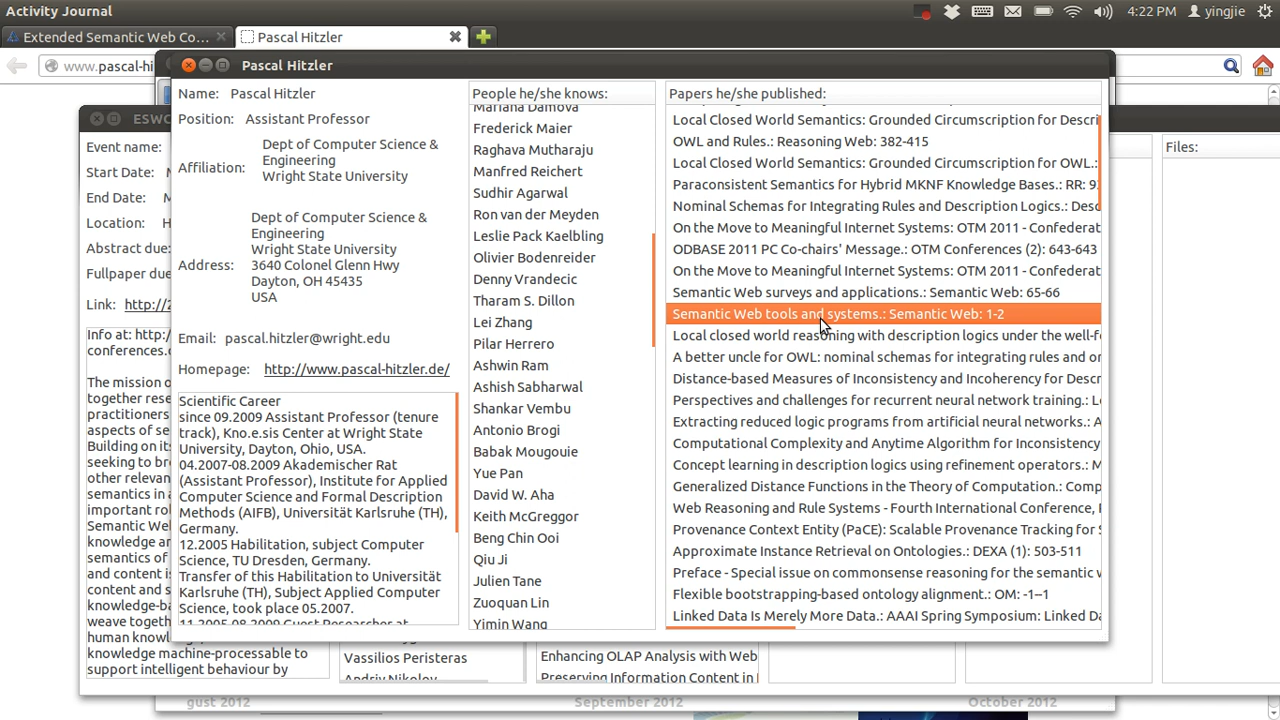 Activity Journal
4:22 PM
yingjie
Extended Semantic Web Co...
Pascal Hitzler
www.pascal-hi
Pascal Hitzler
Name: Pascal Hitzler
Position: Assistant Professor
Affiliation:
Dept of Computer Science &
Engineering
Wright State University
Address:
Dept of Computer Science &
Engineering
Wright State University
3640 Colonel Glenn Hwy
Dayton, OH 45435
USA
Email: pascal.hitzler@wright.edu
Homepage: http://www.pascal-hitzler.de/
Scientific Career
since 09.2009 Assistant Professor (tenure
track), Kno.e.sis Center at Wright State
University, Dayton, Ohio, USA.
04.2007-08.2009 Akademischer Rat
(Assistant Professor), Institute for Applied
Computer Science and Formal Description
Methods (AIFB), Universität Karlsruhe (TH),
Germany.
12.2005 Habilitation, subject Computer
Science, TU Dresden, Germany.
Transfer of this Habilitation to Universität
Karlsruhe (TH), Subject Applied Computer
Science, took place 05.2007.
11.2005-08.2009 Guest Researcher at
People he/she knows:
Mariana Damova
Frederick Maier
Raghava Mutharaju
Manfred Reichert
Sudhir Agarwal
Ron van der Meyden
Leslie Pack Kaelbling
Olivier Bodenreider
Denny Vrandecic
Tharam S. Dillon
Lei Zhang
Pilar Herrero
Ashwin Ram
Ashish Sabharwal
Shankar Vembu
Antonio Brogi
Babak Mougouie
Yue Pan
David W. Aha
Keith McGreggor
Beng Chin Ooi
Qiu Ji
Julien Tane
Zuoquan Lin
Yimin Wang
Papers he/she published:
Local Closed World Semantics: Grounded Circumscription for Descri
OWL and Rules.: Reasoning Web: 382-415
Local Closed World Semantics: Grounded Circumscription for OWL.:
Paraconsistent Semantics for Hybrid MKNF Knowledge Bases.: RR: 9
Nominal Schemas for Integrating Rules and Description Logics.: Desc
On the Move to Meaningful Internet Systems: OTM 2011 - Confederat
ODBASE 2011 PC Co-chairs' Message.: OTM Conferences (2): 643-643
On the Move to Meaningful Internet Systems: OTM 2011 - Confederat
Semantic Web surveys and applications.: Semantic Web: 65-66
Semantic Web tools and systems.: Semantic Web: 1-2
Local closed world reasoning with description logics under the well-f
A better uncle for OWL: nominal schemas for integrating rules and or
Distance-based Measures of Inconsistency and Incoherency for Descr
Perspectives and challenges for recurrent neural network training.: L
Extracting reduced logic programs from artificial neural networks.: A
Computational Complexity and Anytime Algorithm for Inconsistency
Concept learning in description logics using refinement operators.: M
Generalized Distance Functions in the Theory of Computation.: Comp
Web Reasoning and Rule Systems - Fourth International Conference,
Provenance Context Entity (PaCE): Scalable Provenance Tracking for S
Approximate Instance Retrieval on Ontologies.: DEXA (1): 503-511
Preface - Special issue on commonsense reasoning for the semantic w
Flexible bootstrapping-based ontology alignment.: OM: -1--1
Linked Data Is Merely More Data.: AAAI Spring Symposium: Linked Da
ESWC
Event name:
Start Date: M
End Date: M
Location: H
Abstract due:
Fullpaper due
Link: http://2
Info at: http:/
conferences.o
The mission o
together rese
practitioners
aspects of se
Building on its
seeking to br
other relevan
semantics in
important ro
Semantic We
knowledge an
semantics of
and content i
content and s
knowledge-ba
weave togeth
human knowl
knowledge machine-processable to
support intelligent behaviour by
Vassilios Peristeras
Andriy Nikolov
Enhancing OLAP Analysis with Web
Preserving Information Content in
Files:
gust 2012
September 2012
October 2012